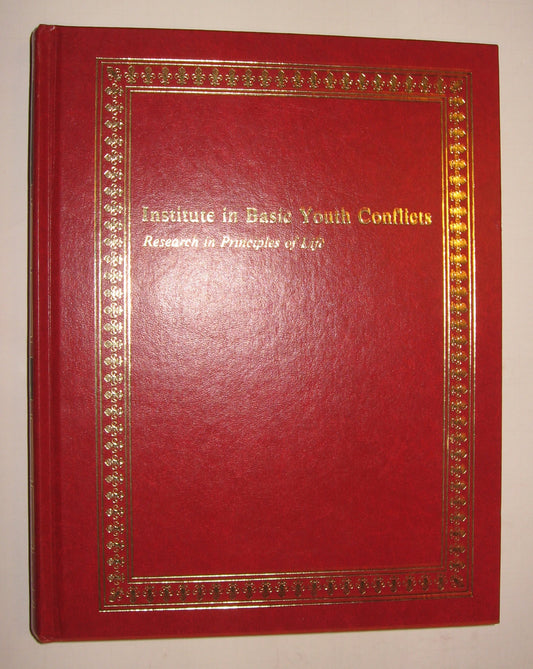 Institute in Basic Youth Conflicts
Research in Principles of Life